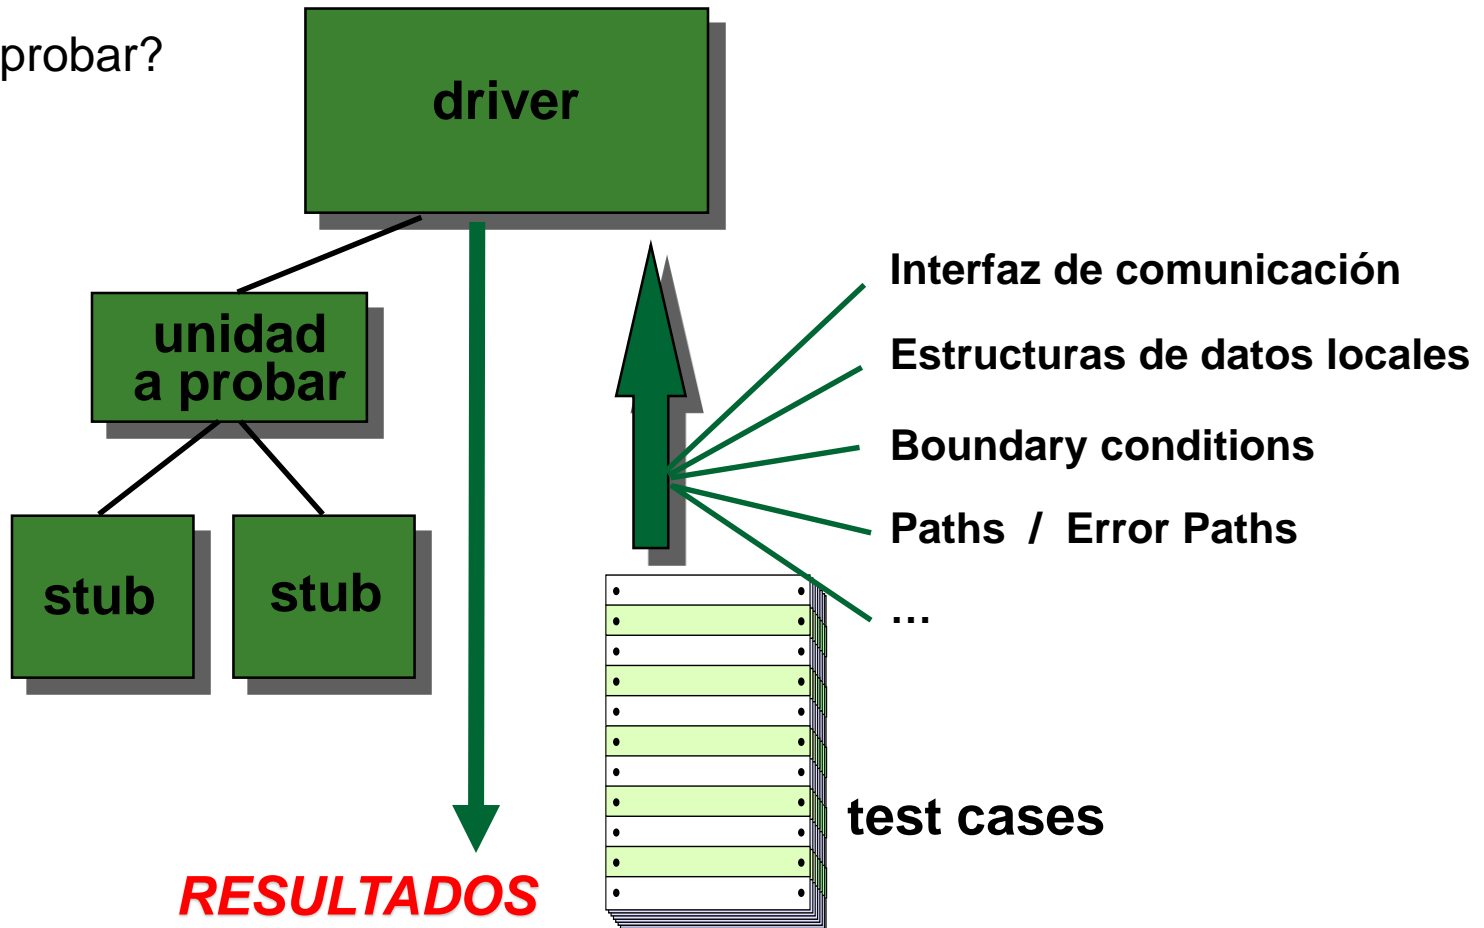 probar?
driver
Interfaz de comunicación
unidad
a probar
Estructuras de datos locales
Boundary conditions
Paths / Error Paths
stub
stub
...
test cases
RESULTADOS